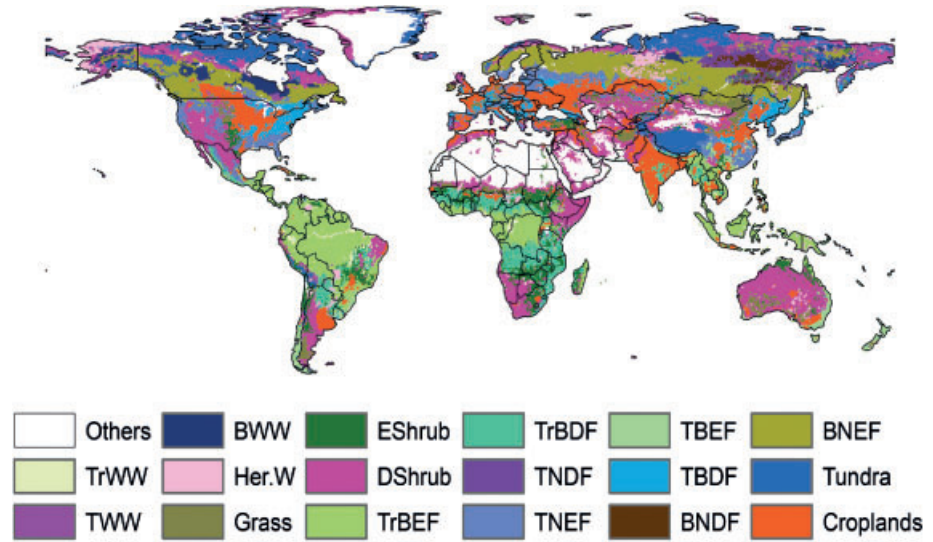 Others BWW EShrub TrBDF TBEF BNEF
TrWW Her.W DShrub TNDF TBDF Tundra
TWW Grass TrBEF TNEF BNDF Croplands